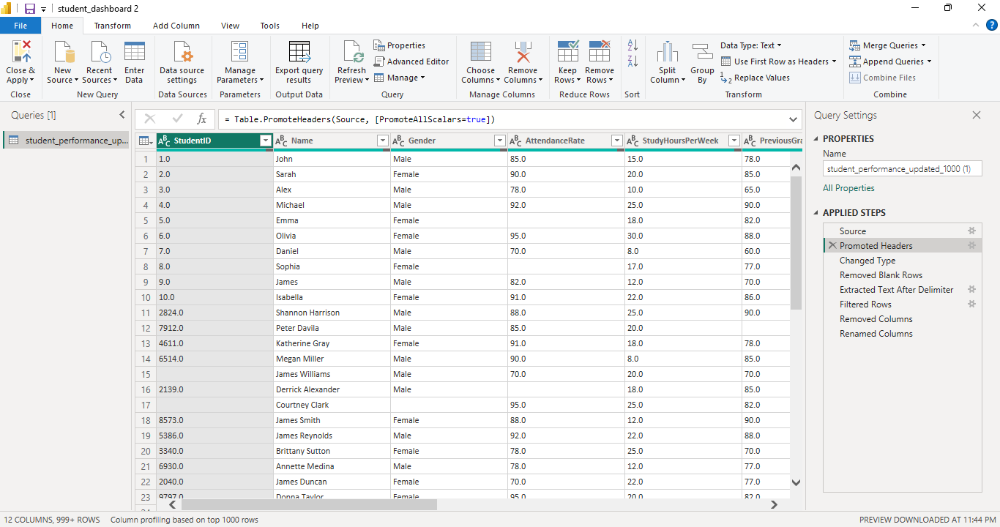 student_dashboard 2
File Home Transform Add Column View Tools Help
Close & Apply
New Source
Recent Sources
Enter Data
Data source settings
Manage Parameters
Export query results
Refresh Preview
Properties
Advanced Editor
Manage
Choose Columns
Remove Columns
Keep Rows
Remove Rows
Split Column
Group By
Data Type: Text
Use First Row as Headers
Replace Values
Merge Queries
Append Queries
Combine Files
Close New Query Data Sources Parameters Output Data Query Manage Columns Reduce Rows Sort Transform Combine
Queries [1]
student_performance_up...
fx = Table.PromoteHeaders(Source, [PromoteAllScalars=true])
StudentID Name Gender AttendanceRate StudyHoursPerWeek PreviousGra
1 1.0 John Male 85.0 15.0 78.0
2 2.0 Sarah Female 90.0 20.0 85.0
3 3.0 Alex Male 78.0 10.0 65.0
4 4.0 Michael Male 92.0 25.0 90.0
5 5.0 Emma Female 18.0 82.0
6 6.0 Olivia Female 95.0 30.0 88.0
7 7.0 Daniel Male 70.0 8.0 60.0
8 8.0 Sophia Female 17.0 77.0
9 9.0 James Male 82.0 12.0 70.0
10 10.0 Isabella Female 91.0 22.0 86.0
11 2824.0 Shannon Harrison Male 88.0 25.0 90.0
12 7912.0 Peter Davila Male 85.0 20.0
13 4611.0 Katherine Gray Female 91.0 18.0 78.0
14 6514.0 Megan Miller Male 90.0 8.0 85.0
15 James Williams Male 70.0 20.0 70.0
16 2139.0 Derrick Alexander Male 18.0 85.0
17 Courtney Clark 95.0 25.0 82.0
18 8573.0 James Smith Female 88.0 12.0 90.0
19 5386.0 James Reynolds Male 92.0 22.0 88.0
20 3340.0 Brittany Sutton Female 78.0 25.0 70.0
21 6930.0 Annette Medina Male 78.0 12.0 77.0
22 2040.0 James Duncan Female 70.0 22.0 77.0
23 9797.0 Donna Taylor Female 95.0 20.0 82.0
Query Settings
PROPERTIES
Name
student_performance_updated_1000 (1)
All Properties
APPLIED STEPS
Source
Promoted Headers
Changed Type
Removed Blank Rows
Extracted Text After Delimiter
Filtered Rows
Removed Columns
Renamed Columns
12 COLUMNS, 999+ ROWS Column profiling based on top 1000 rows PREVIEW DOWNLOADED AT 11:44 PM